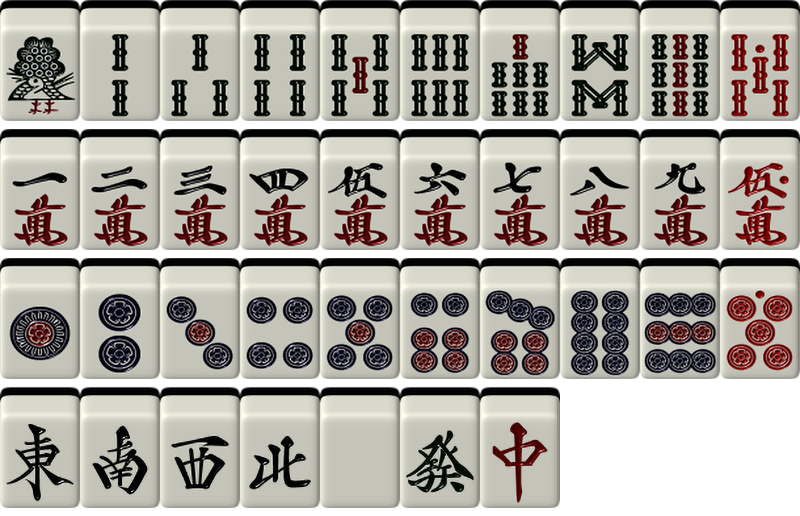 一 二 三 四 伍 六 七 八 九 伍
萬 萬 萬 萬 萬 萬 萬 萬 萬 萬
東 南 西 北 發 中